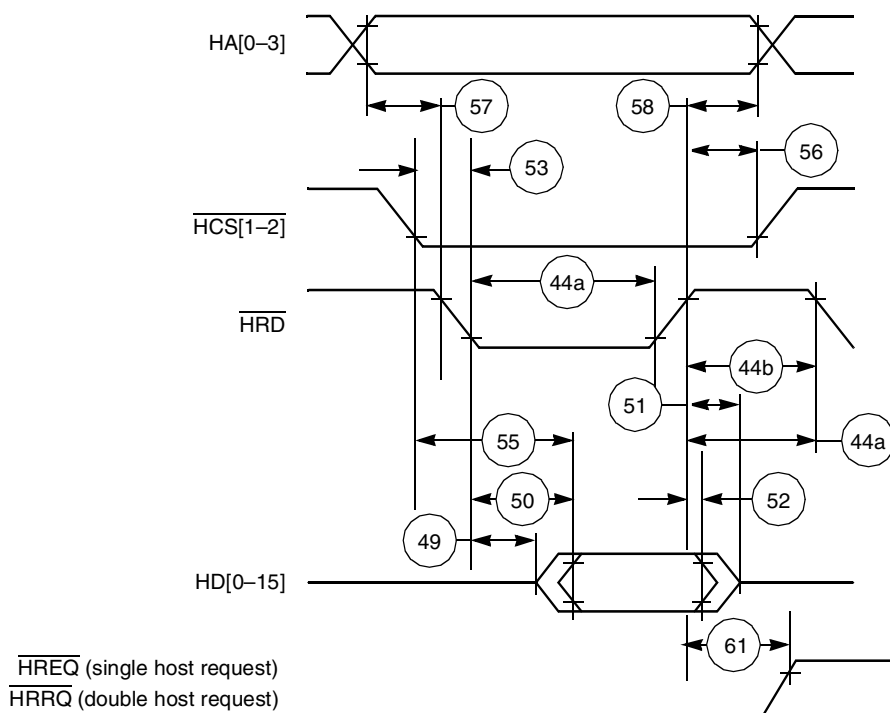 HA[0–3]
57
58
53
56
HCS[1–2]
44a
HRD
44b
51
55
44a
50
52
49
HD[0–15]
61
HREQ (single host request)
HRRQ (double host request)